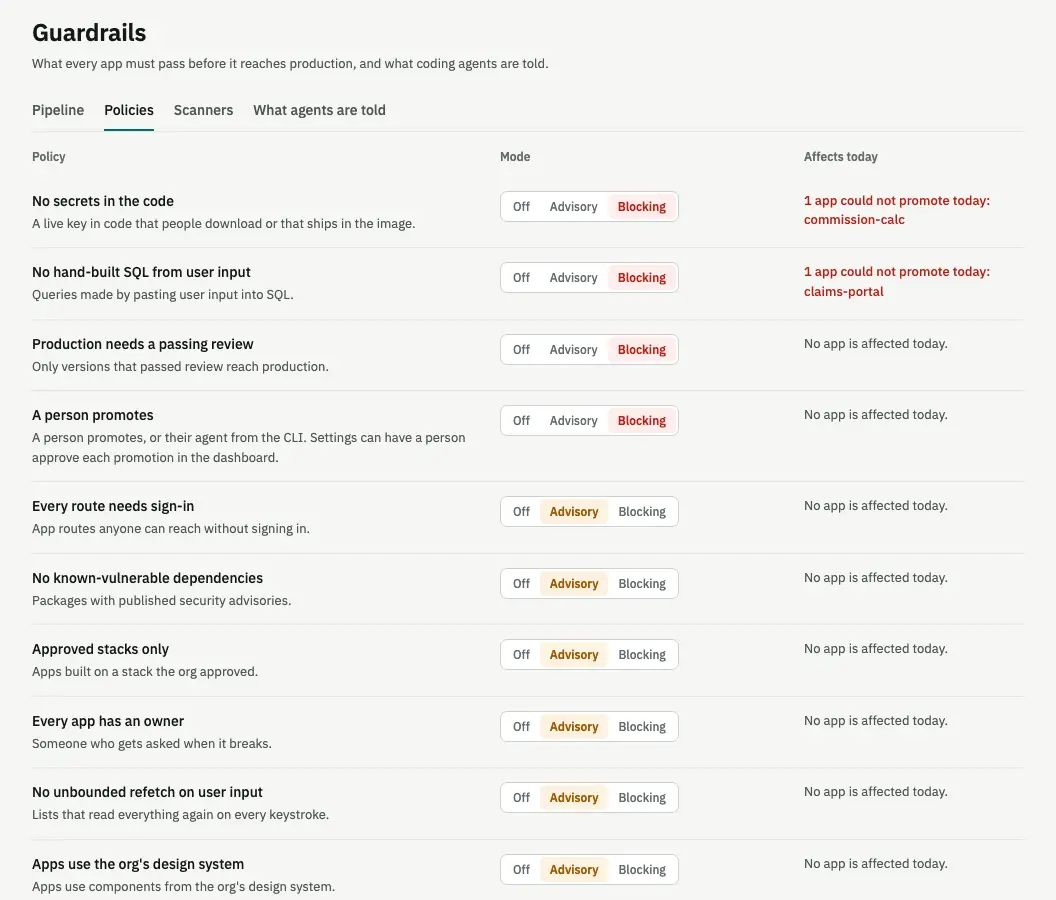 Guardrails
What every app must pass before it reaches production, and what coding agents are told.
Pipeline Policies Scanners What agents are told
Policy Mode Affects today
No secrets in the code
A live key in code that people download or that ships in the image.
Off Advisory Blocking
1 app could not promote today:
commission-calc
No hand-built SQL from user input
Queries made by pasting user input into SQL.
Off Advisory Blocking
1 app could not promote today:
claims-portal
Production needs a passing review
Only versions that passed review reach production.
Off Advisory Blocking
No app is affected today.
A person promotes
A person promotes, or their agent from the CLI. Settings can have a person
approve each promotion in the dashboard.
Off Advisory Blocking
No app is affected today.
Every route needs sign-in
App routes anyone can reach without signing in.
Off Advisory Blocking
No app is affected today.
No known-vulnerable dependencies
Packages with published security advisories.
Off Advisory Blocking
No app is affected today.
Approved stacks only
Apps built on a stack the org approved.
Off Advisory Blocking
No app is affected today.
Every app has an owner
Someone who gets asked when it breaks.
Off Advisory Blocking
No app is affected today.
No unbounded refetch on user input
Lists that read everything again on every keystroke.
Off Advisory Blocking
No app is affected today.
Apps use the org's design system
Apps use components from the org's design system.
Off Advisory Blocking
No app is affected today.